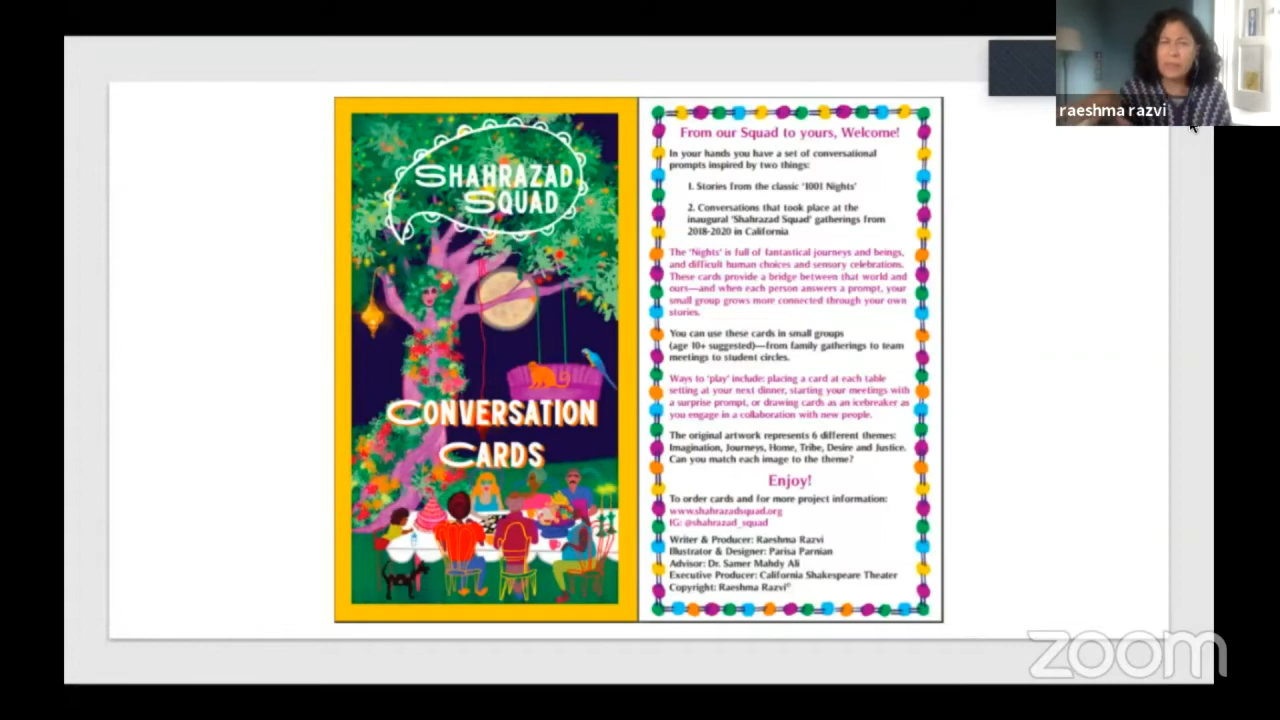 SHAHRAZAD
SQUAD
CONVERSATION
CARDS
From our Squad to yours, Welcome!
In your hands you have a set of conversational
prompts inspired by two things:
1. Stories from the classic '1001 Nights'
2. Conversations that took place at the
inaugural 'Shahrazad Squad' gatherings from
2018-2020 in California
The 'Nights' is full of fantastical journeys and beings,
and difficult human choices and sensory celebrations.
These cards provide a bridge between that world and
ours—and when each person answers a prompt, your
small group grows more connected through your own
stories.
You can use these cards in small groups
(age 10+ suggested)—from family gatherings to team
meetings to student circles.
Ways to 'play' include: placing a card at each table
setting at your next dinner, starting your meetings with
a surprise prompt, or drawing cards as an icebreaker as
you engage in a collaboration with new people.
The original artwork represents 6 different themes:
Imagination, Journeys, Home, Tribe, Desire and Justice.
Can you match each image to the theme?
Enjoy!
To order cards and for more project information:
www.shahrazadsquad.org
IG: @shahrazad_squad
Writer & Producer: Raeshma Razvi
Illustrator & Designer: Parisa Parnian
Advisor: Dr. Samer Mahdy Ali
Executive Producer: California Shakespeare Theater
Copyright: Raeshma Razvi©
raeshma razvi
zoom